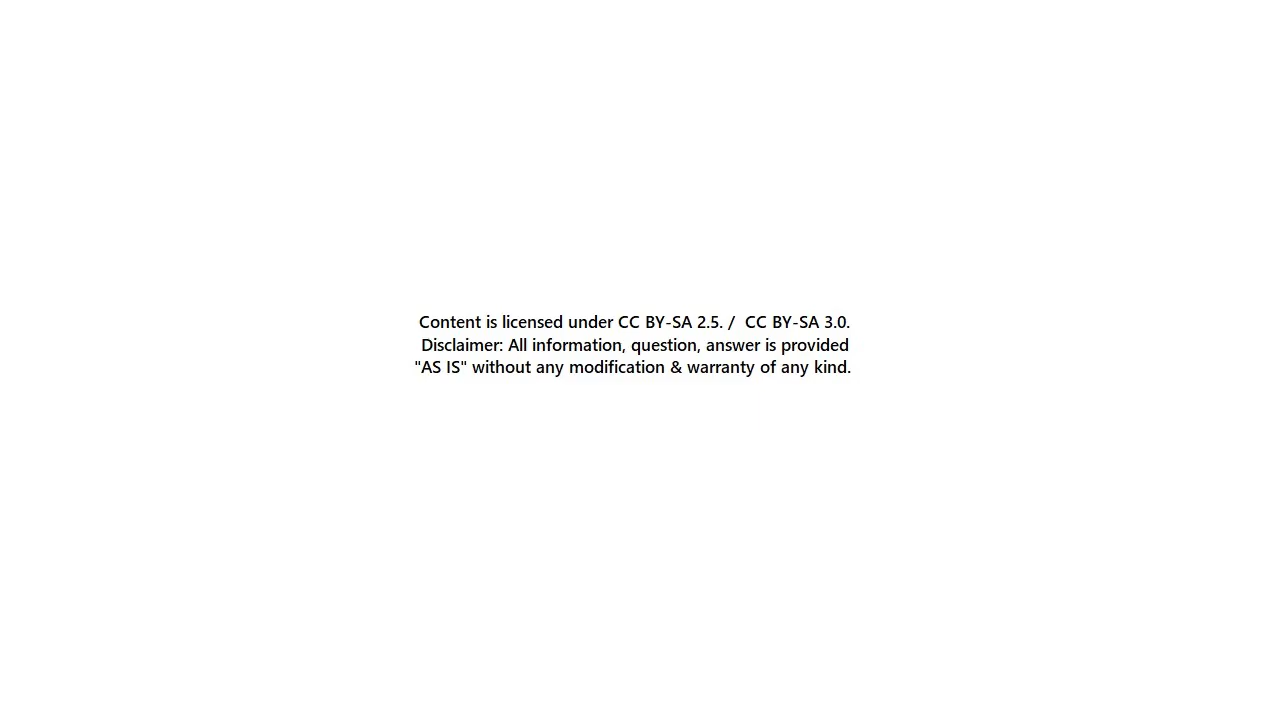 Content is licensed under CC BY-SA 2.5. /  CC BY-SA 3.0.
Disclaimer: All information, question, answer is provided
"AS IS" without any modification & warranty of any kind.